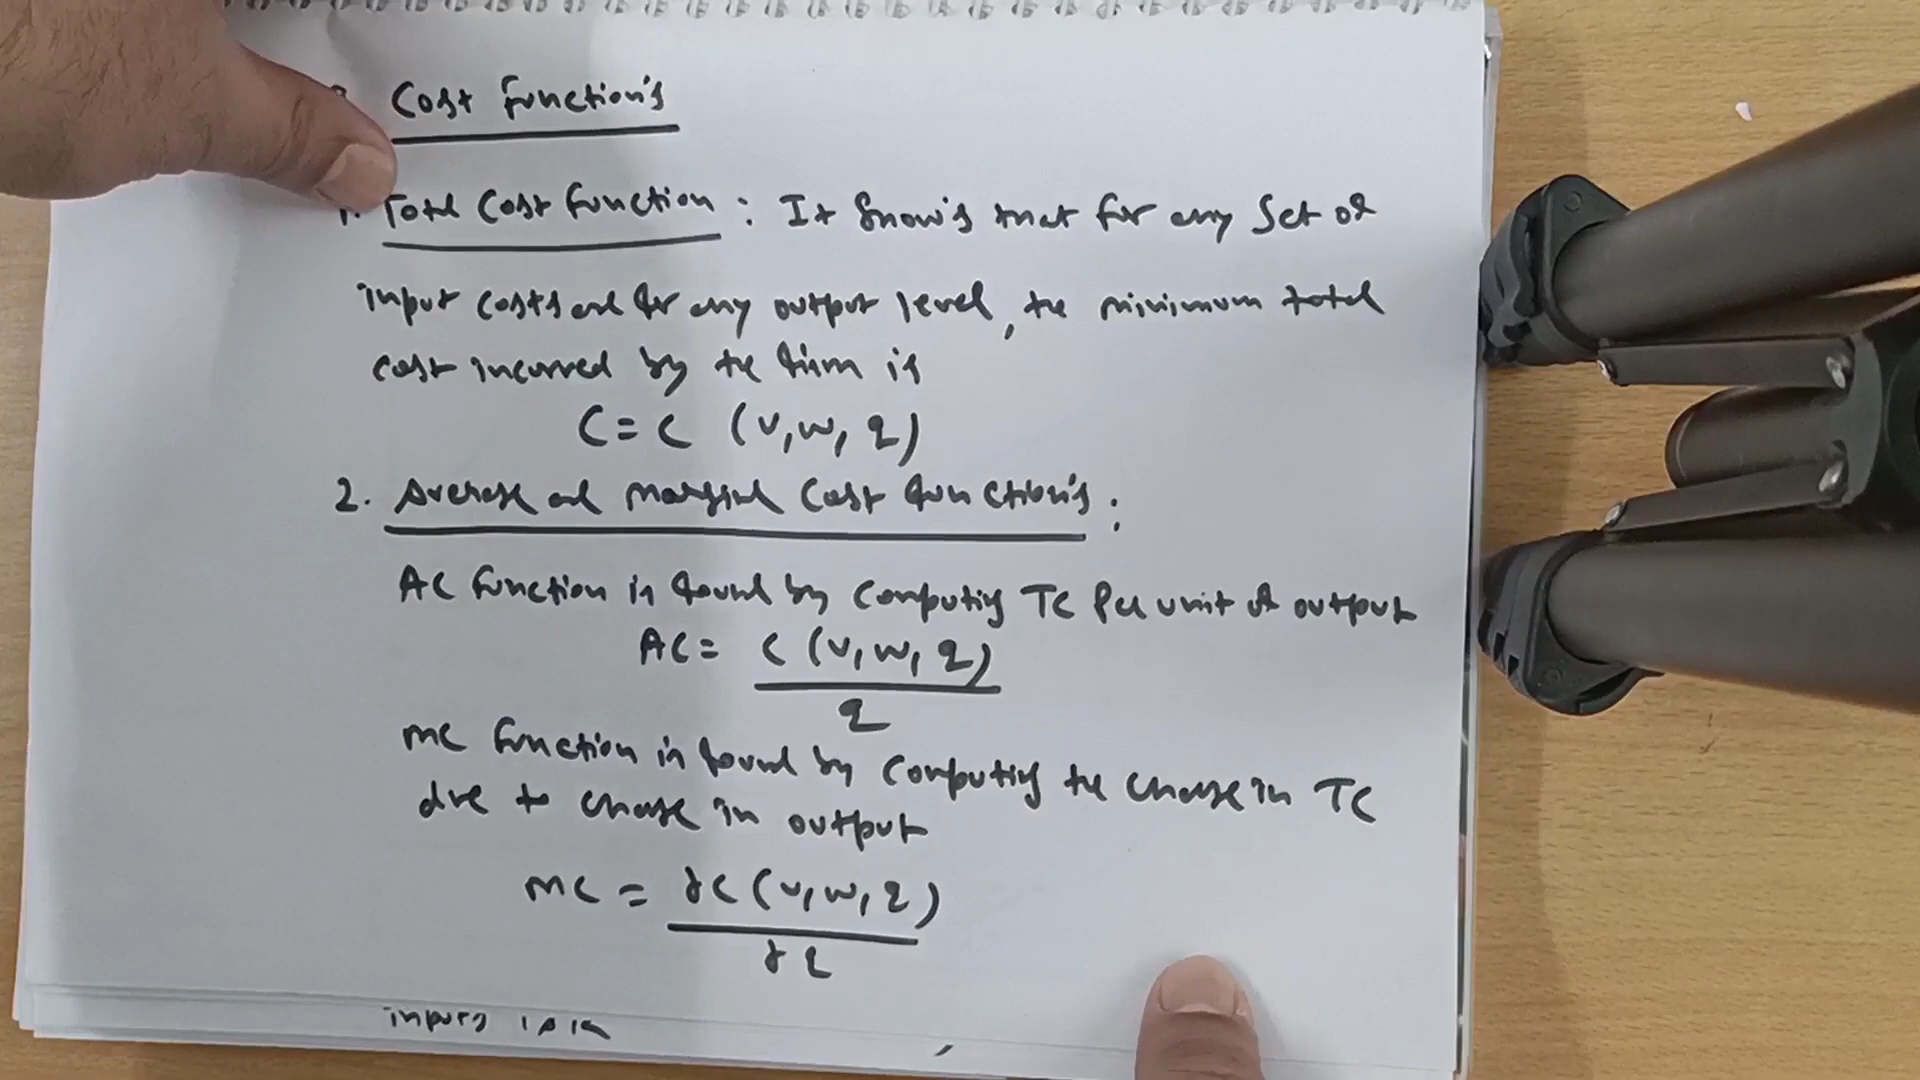 Cost Function's
1. Total Cost Function : It Show's that for any Set of
input costs and for any output level, the minimum total
cost incurred by the firm is
C = C (v, w, q)
2. Average and Marginal Cost Function's :
AC Function is found by Computing TC Per unit of output
AC = C (v, w, q)
q
MC Function is found by Computing the Change in TC
due to Change in output
MC = ∂C (v, w, q)
∂q
inputs